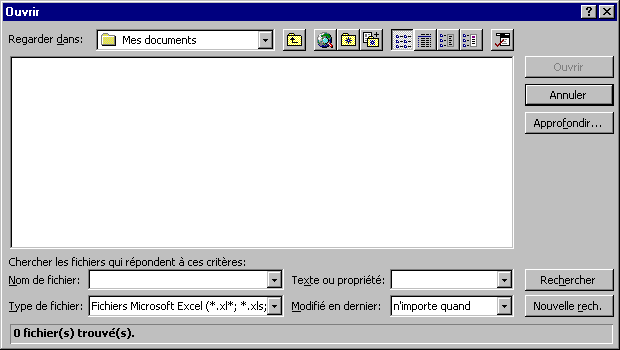 Ouvrir
Regarder dans: Mes documents
Ouvrir
Annuler
Approfondir...
Chercher les fichiers qui répondent à ces critères:
Nom de fichier: Texte ou propriété: Rechercher
Type de fichier: Fichiers Microsoft Excel (*.xl*; *.xls; Modifié en dernier: n'importe quand Nouvelle rech.
0 fichier(s) trouvé(s).